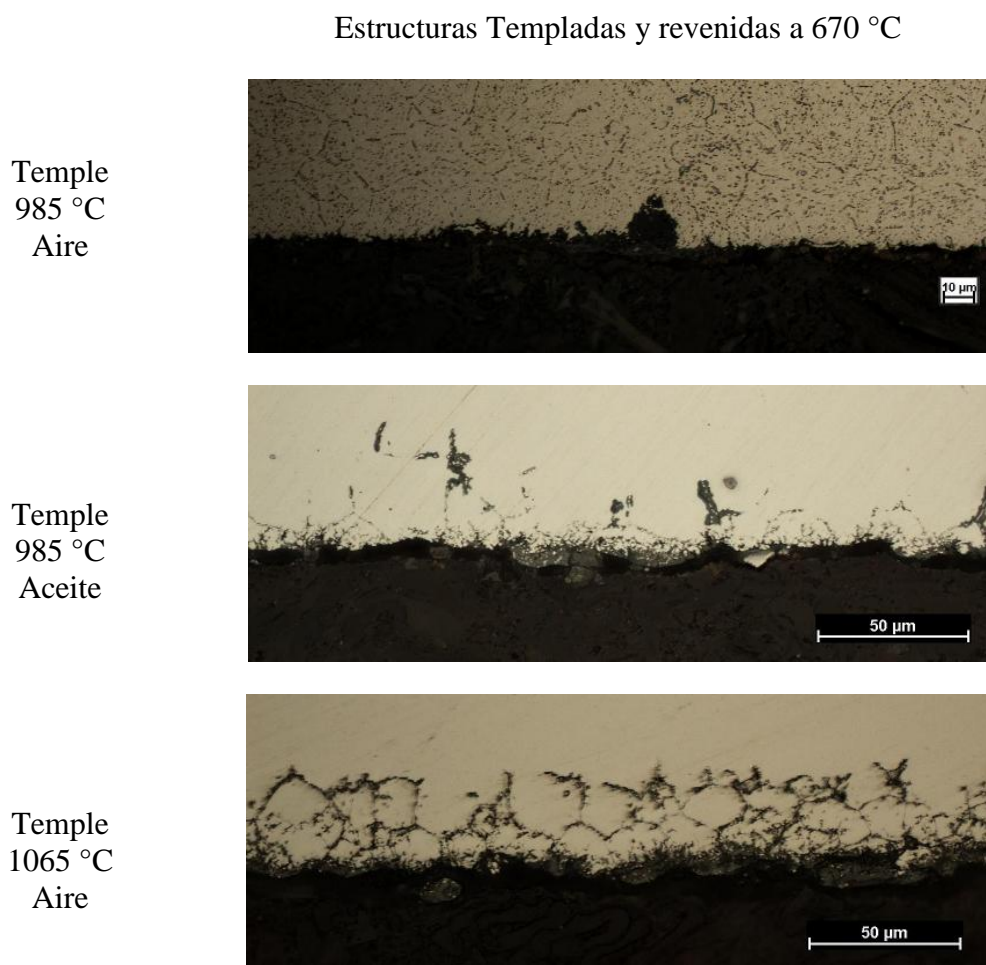 Estructuras Templadas y revenidas a 670 °C
Temple
985 °C
Aire
10 µm
Temple
985 °C
Aceite
50 µm
Temple
1065 °C
Aire
50 µm